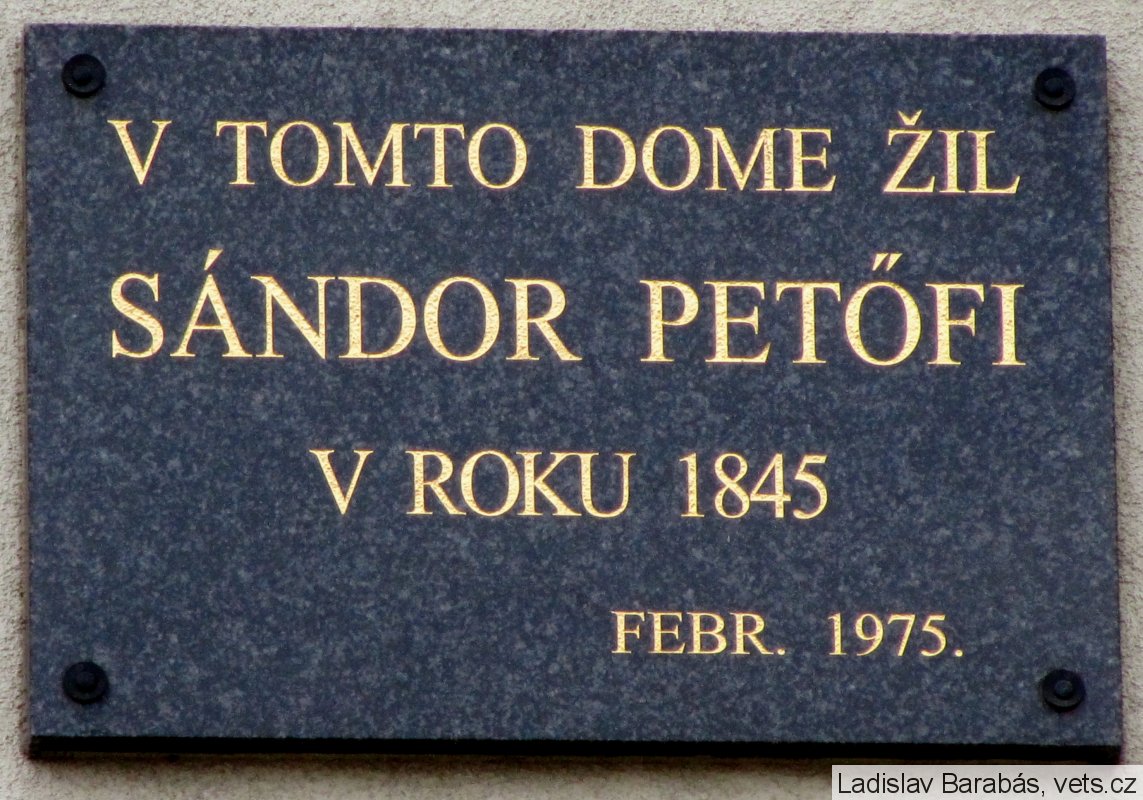 V TOMTO DOME ŽIL
SÁNDOR PETŐFI
V ROKU 1845
FEBR. 1975.
Ladislav Barabás, vets.cz